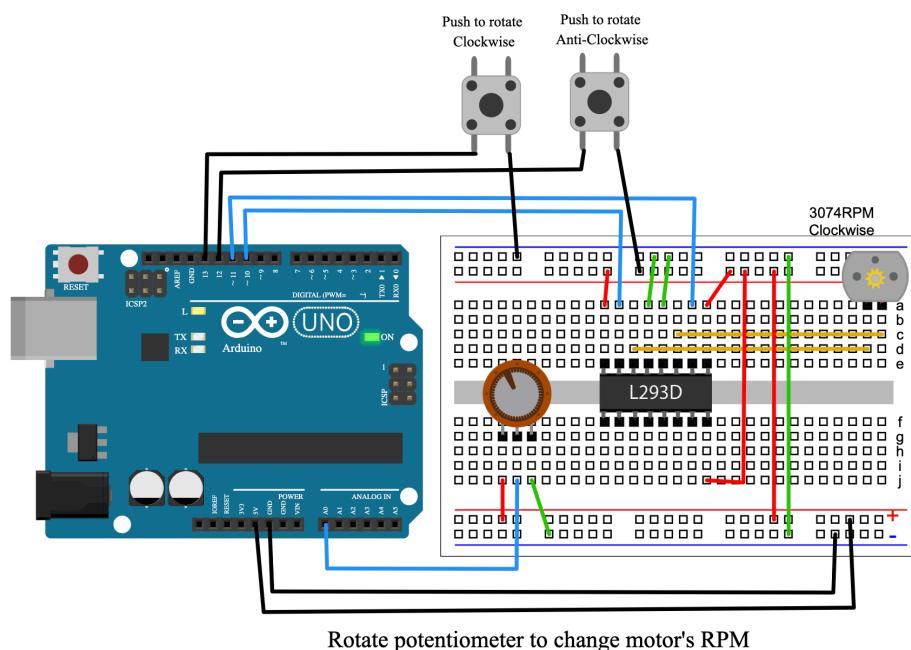 Push to rotate
Clockwise
Push to rotate
Anti-Clockwise
3074RPM
Clockwise
RESET
ICSP2
AREF
GND
13
12
~11
~10
~9
8
7
~6
~5
4
~3
2
TX0▶1
RX0◀0
DIGITAL (PWM=
L
TX
RX
Arduino
™
UNO
ON
1
ICSP
IOREF
RESET
3V3
5V
GND
GND
VIN
POWER
ANALOG IN
A0
A1
A2
A3
A4
A5
L293D
a
b
c
d
e
f
g
h
i
j
+
-
Rotate potentiometer to change motor's RPM